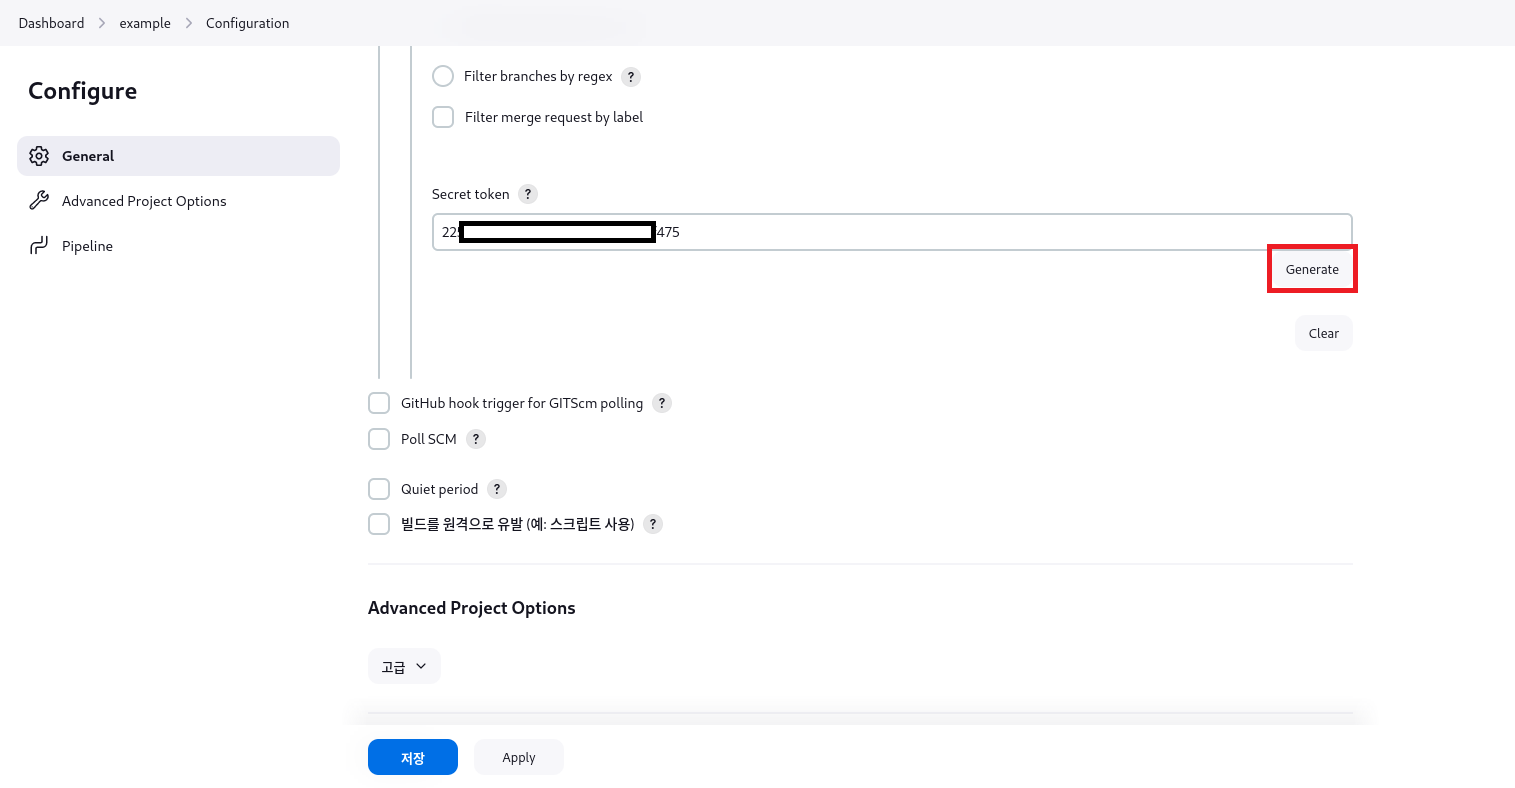 Dashboard > example > Configuration
Configure
General
Advanced Project Options
Pipeline
Filter branches by regex ?
Filter merge request by label
Secret token ?
225 475
Generate
Clear
GitHub hook trigger for GITScm polling ?
Poll SCM ?
Quiet period ?
빌드를 원격으로 유발 (예: 스크립트 사용) ?
Advanced Project Options
고급
저장 Apply